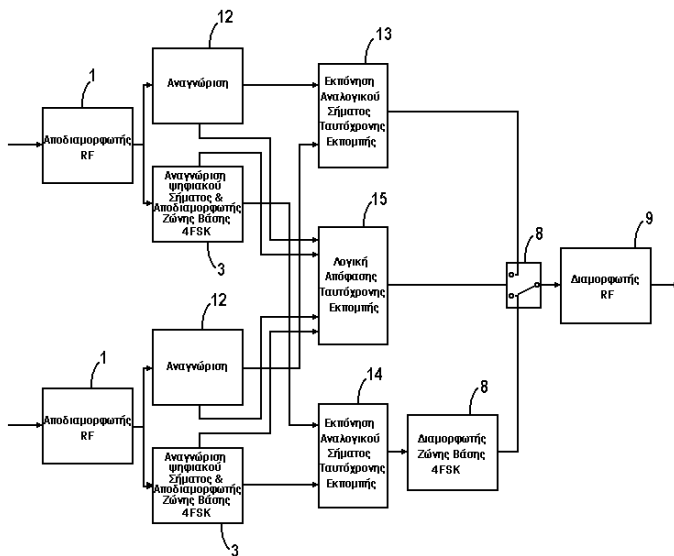 12
13
1
Αναγνώριση
Εκπόνηση
Αναλογικού
Σήματος
Ταυτόχρονης
Εκπομπής
Αποδιαμορφωτής
RF
Αναγνώριση
ψηφιακού
Σήματος &
Αποδιαμορφωτής
Ζώνης Βάσης
4FSK
3
15
Λογική
Απόφασης
Ταυτόχρονης
Εκπομπής
8
9
Διαμορφωτής
RF
12
1
Αναγνώριση
14
8
Αποδιαμορφωτής
RF
Εκπόνηση
Αναλογικού
Σήματος
Ταυτόχρονης
Εκπομπής
Διαμορφωτής
Ζώνης Βάσης
4FSK
Αναγνώριση
ψηφιακού
Σήματος &
Αποδιαμορφωτής
Ζώνης Βάσης
4FSK
3